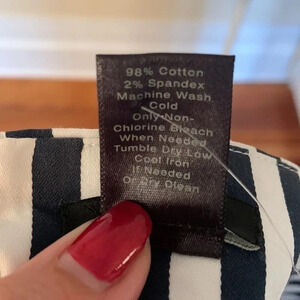 98% Cotton
2% Spandex
Machine Wash
Cold
Only Non-
Chlorine Bleach
When Needed
Tumble Dry Low
Cool Iron
If Needed
Or Dry Clean